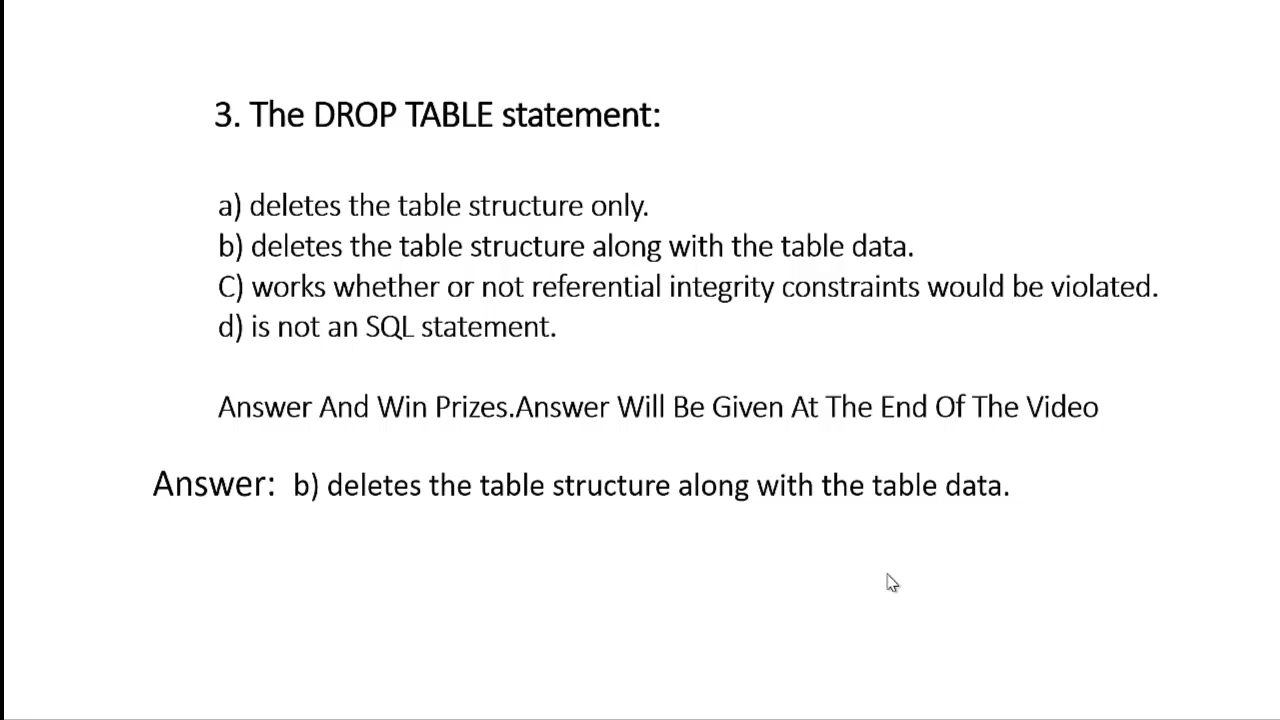 3. The DROP TABLE statement:
a) deletes the table structure only.
b) deletes the table structure along with the table data.
C) works whether or not referential integrity constraints would be violated.
d) is not an SQL statement.
Answer And Win Prizes.Answer Will Be Given At The End Of The Video
Answer: b) deletes the table structure along with the table data.